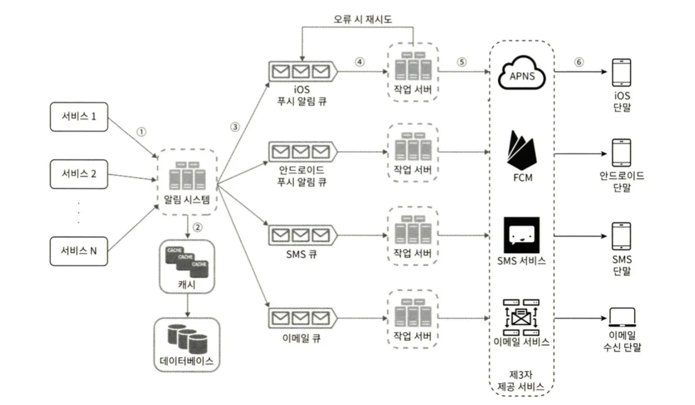 오류 시 재시도
①
②
③
④
⑤
⑥
서비스 1
서비스 2
서비스 N
알림 시스템
CACHE
CACHE
CACHE
캐시
데이터베이스
iOS
푸시 알림 큐
작업 서버
APNS
iOS
단말
안드로이드
푸시 알림 큐
작업 서버
FCM
안드로이드
단말
SMS 큐
작업 서버
SMS 서비스
SMS
단말
이메일 큐
작업 서버
이메일 서비스
이메일
수신 단말
제3자
제공 서비스